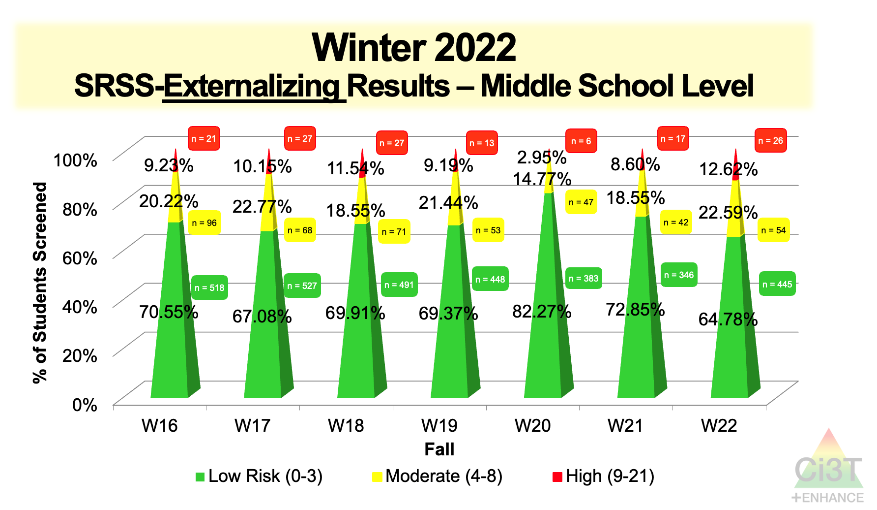 Winter 2022
SRSS-Externalizing Results – Middle School Level
% of Students Screened
100%
80%
60%
40%
20%
0%
n = 21
n = 27
n = 27
n = 13
n = 6
n = 17
n = 26
9.23%
10.15%
11.54%
9.19%
2.95%
8.60%
12.62%
20.22%
22.77%
18.55%
21.44%
14.77%
18.55%
22.59%
n = 96
n = 68
n = 71
n = 53
n = 47
n = 42
n = 54
n = 518
n = 527
n = 491
n = 448
n = 383
n = 346
n = 445
70.55%
67.08%
69.91%
69.37%
82.27%
72.85%
64.78%
W16
W17
W18
W19
W20
W21
W22
Fall
Low Risk (0-3)
Moderate (4-8)
High (9-21)
Ci3T
+ENHANCE